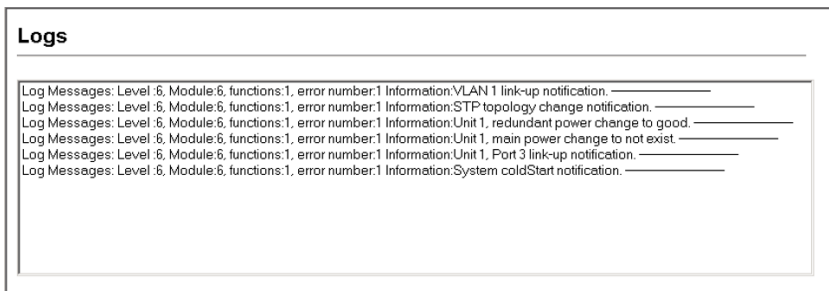 Logs
Log Messages: Level :6, Module:6, functions:1, error number:1 Information:VLAN 1 link-up notification.
Log Messages: Level :6, Module:6, functions:1, error number:1 Information:STP topology change notification.
Log Messages: Level :6, Module:6, functions:1, error number:1 Information:Unit 1, redundant power change to good.
Log Messages: Level :6, Module:6, functions:1, error number:1 Information:Unit 1, main power change to not exist.
Log Messages: Level :6, Module:6, functions:1, error number:1 Information:Unit 1, Port 3 link-up notification.
Log Messages: Level :6, Module:6, functions:1, error number:1 Information:System coldStart notification.